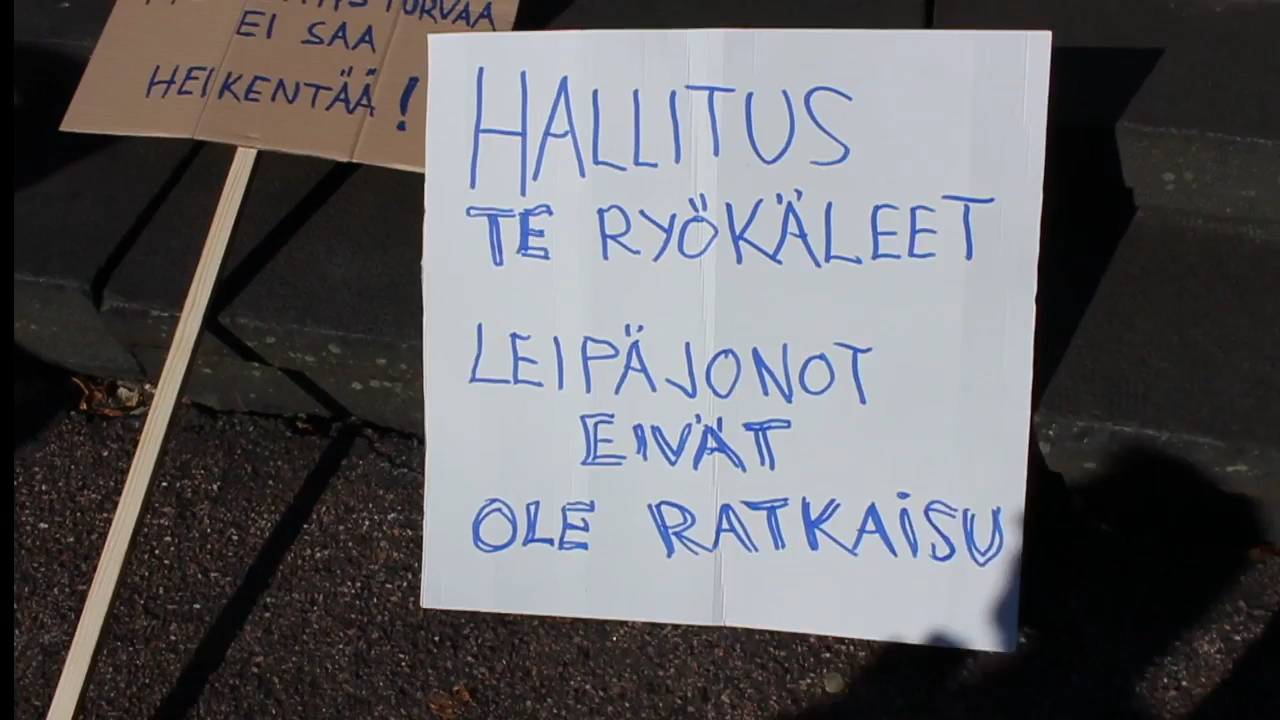 EI SAA
HEIKENTÄÄ!
HALLITUS
TE RYÖKÄLEET
LEIPÄJONOT
EIVÄT
OLE RATKAISU